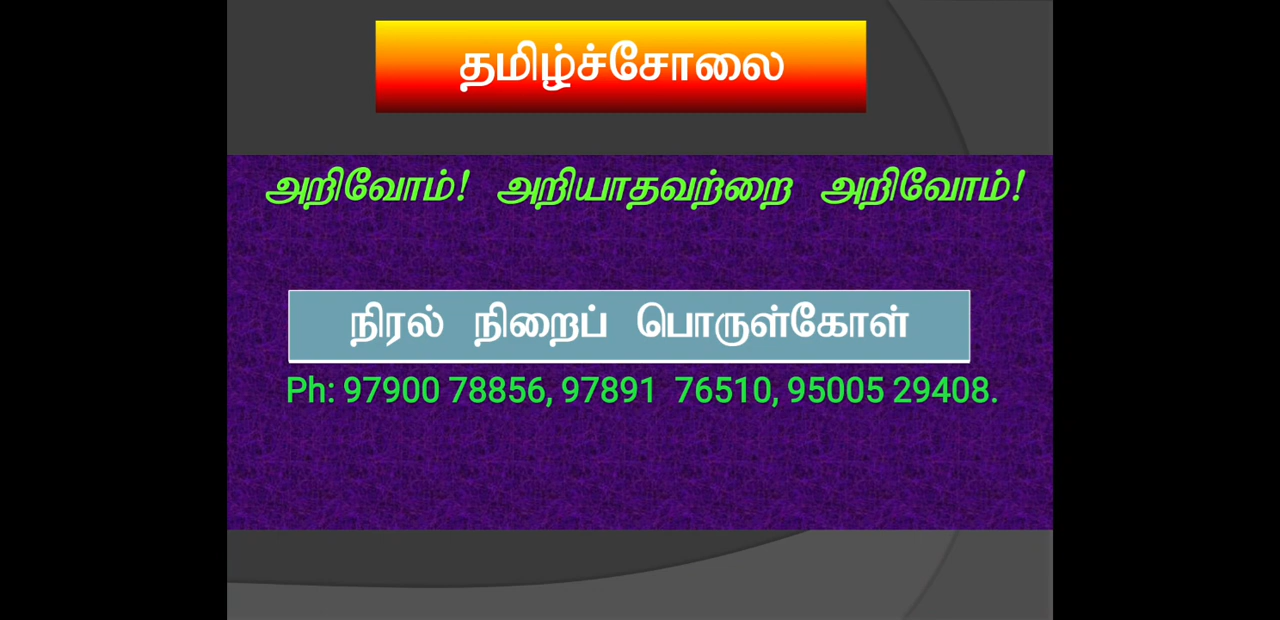 தமிழ்ச்சோலை
அறிவோம்! அறியாதவற்றை அறிவோம்!
நிரல் நிறைப் பொருள்கோள்
Ph: 97900 78856, 97891 76510, 95005 29408.